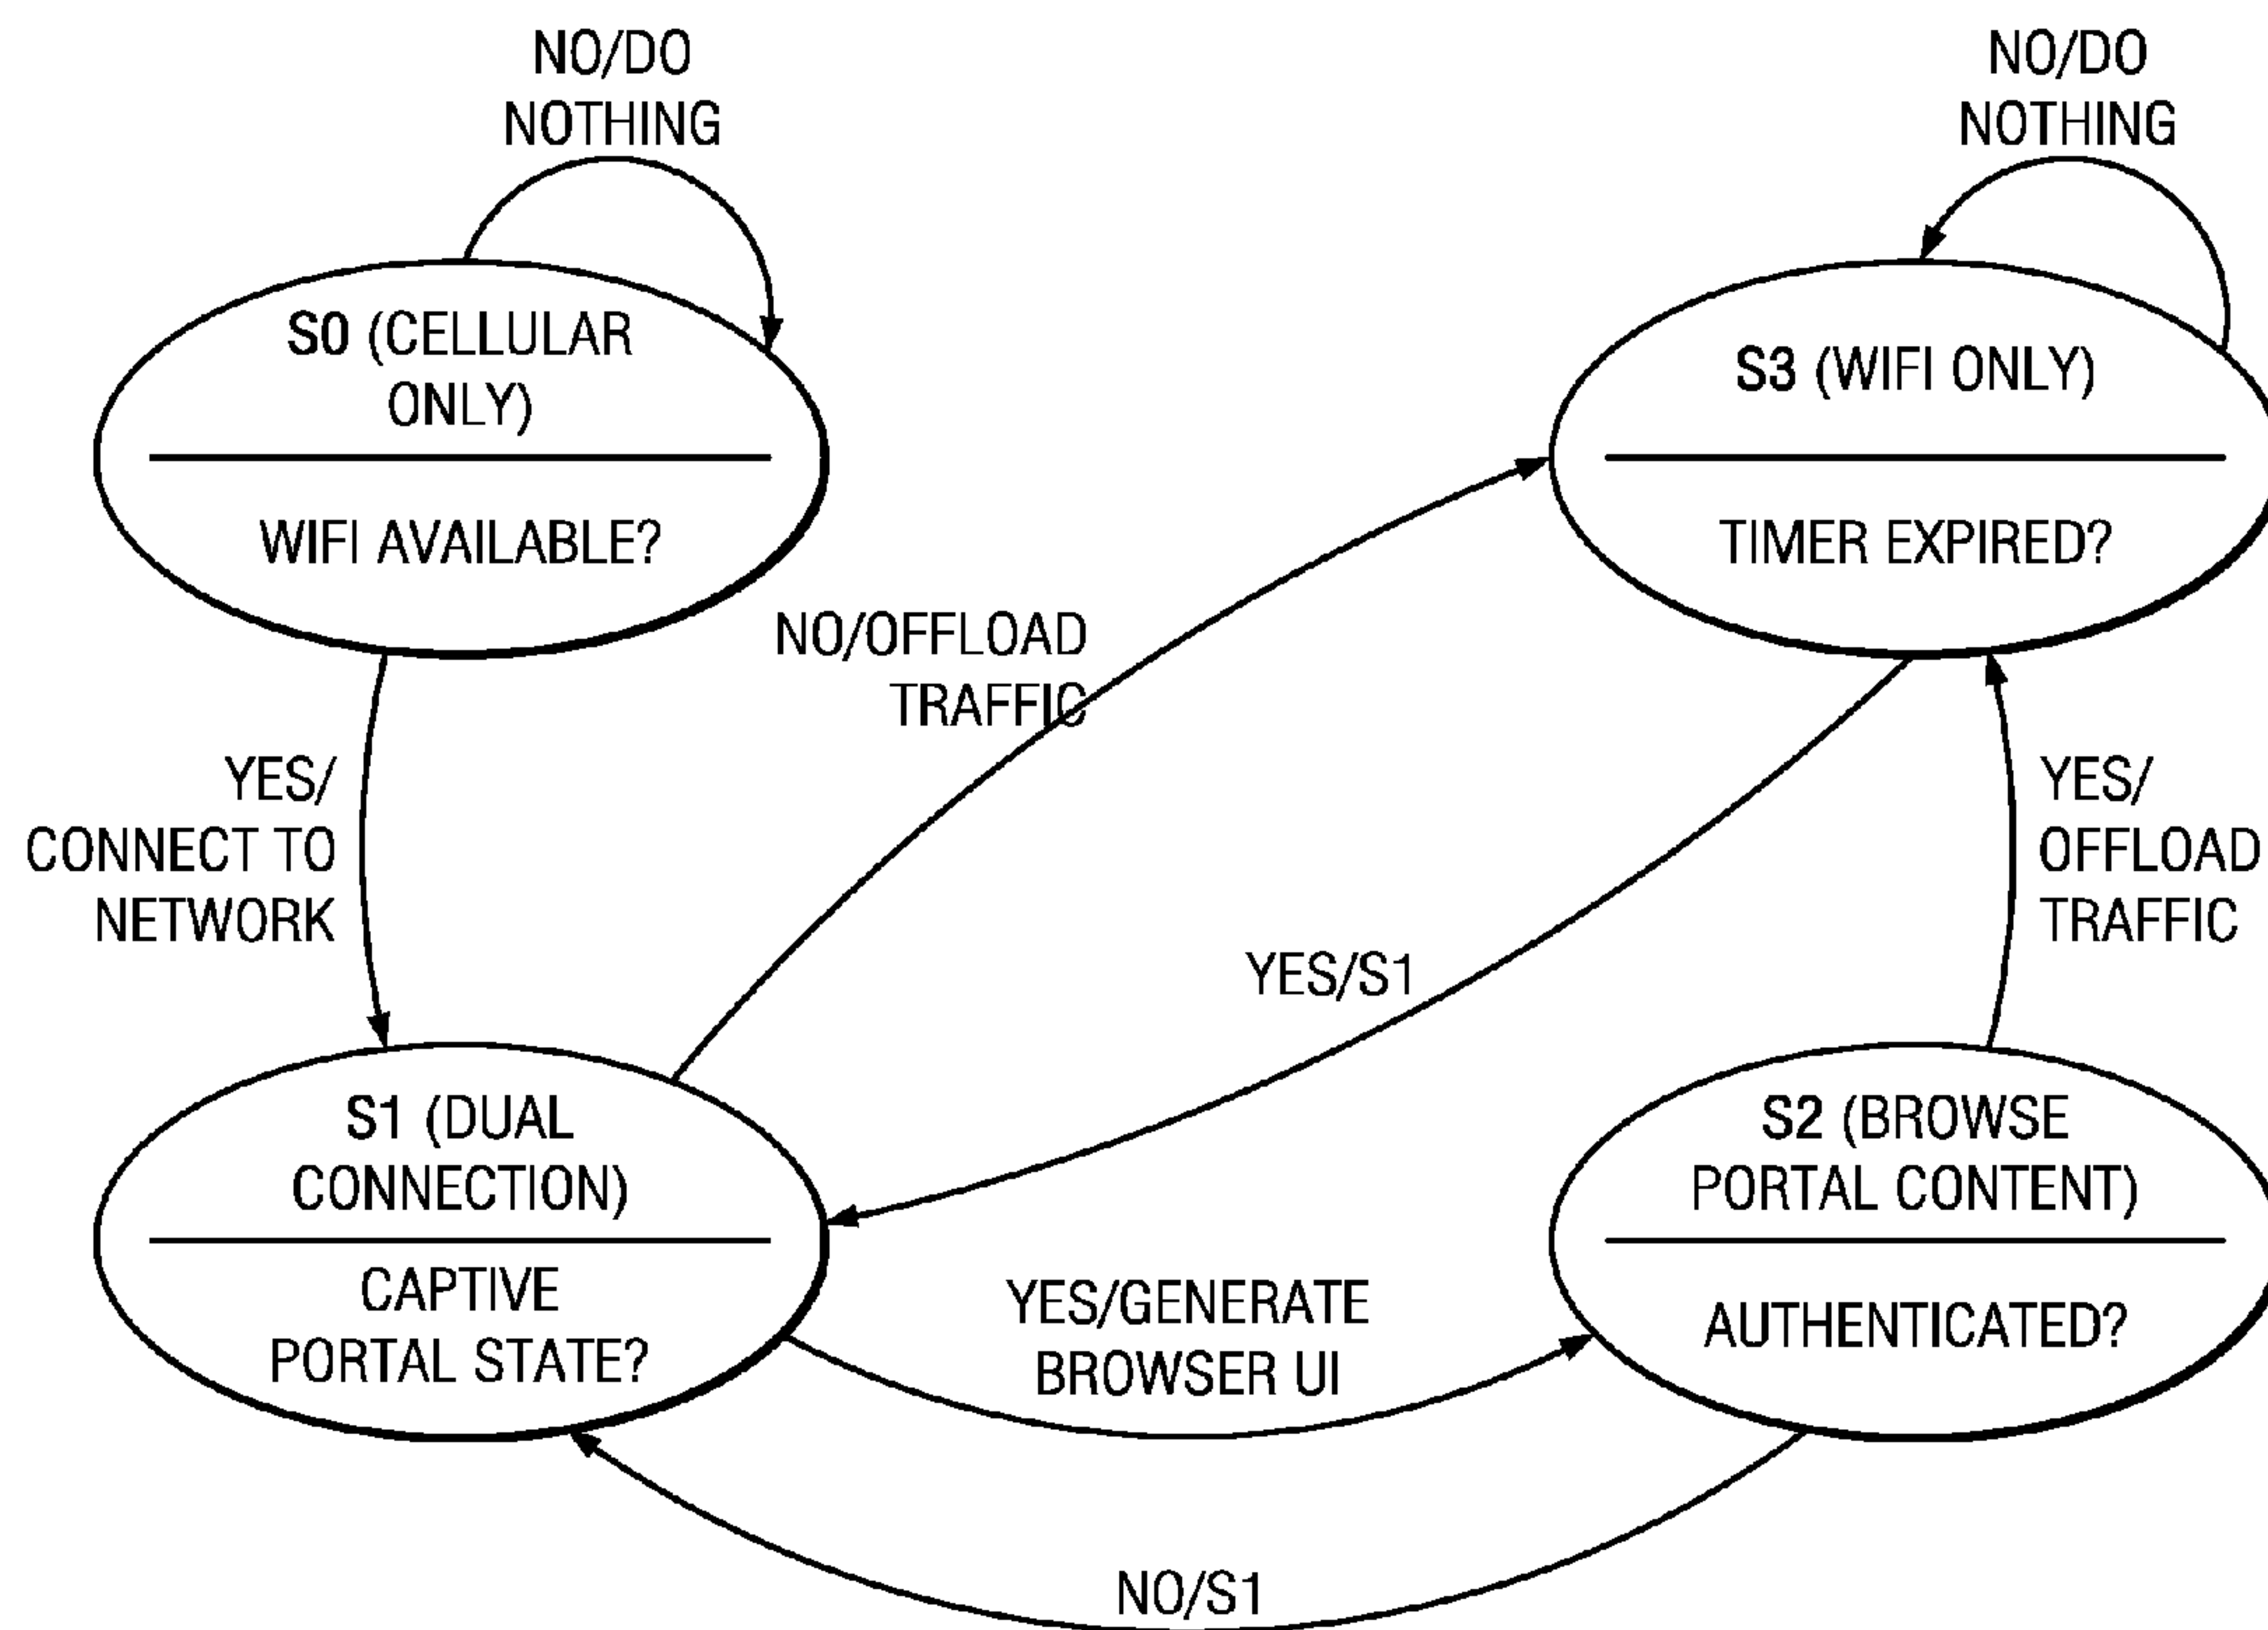 NO/DO
NOTHING
NO/DO
NOTHING
S0 (CELLULAR
ONLY)
WIFI AVAILABLE?
S3 (WIFI ONLY)
TIMER EXPIRED?
NO/OFFLOAD
TRAFFIC
YES/
CONNECT TO
NETWORK
YES/
OFFLOAD
TRAFFIC
YES/S1
S1 (DUAL
CONNECTION)
CAPTIVE
PORTAL STATE?
S2 (BROWSE
PORTAL CONTENT)
AUTHENTICATED?
YES/GENERATE
BROWSER UI
NO/S1